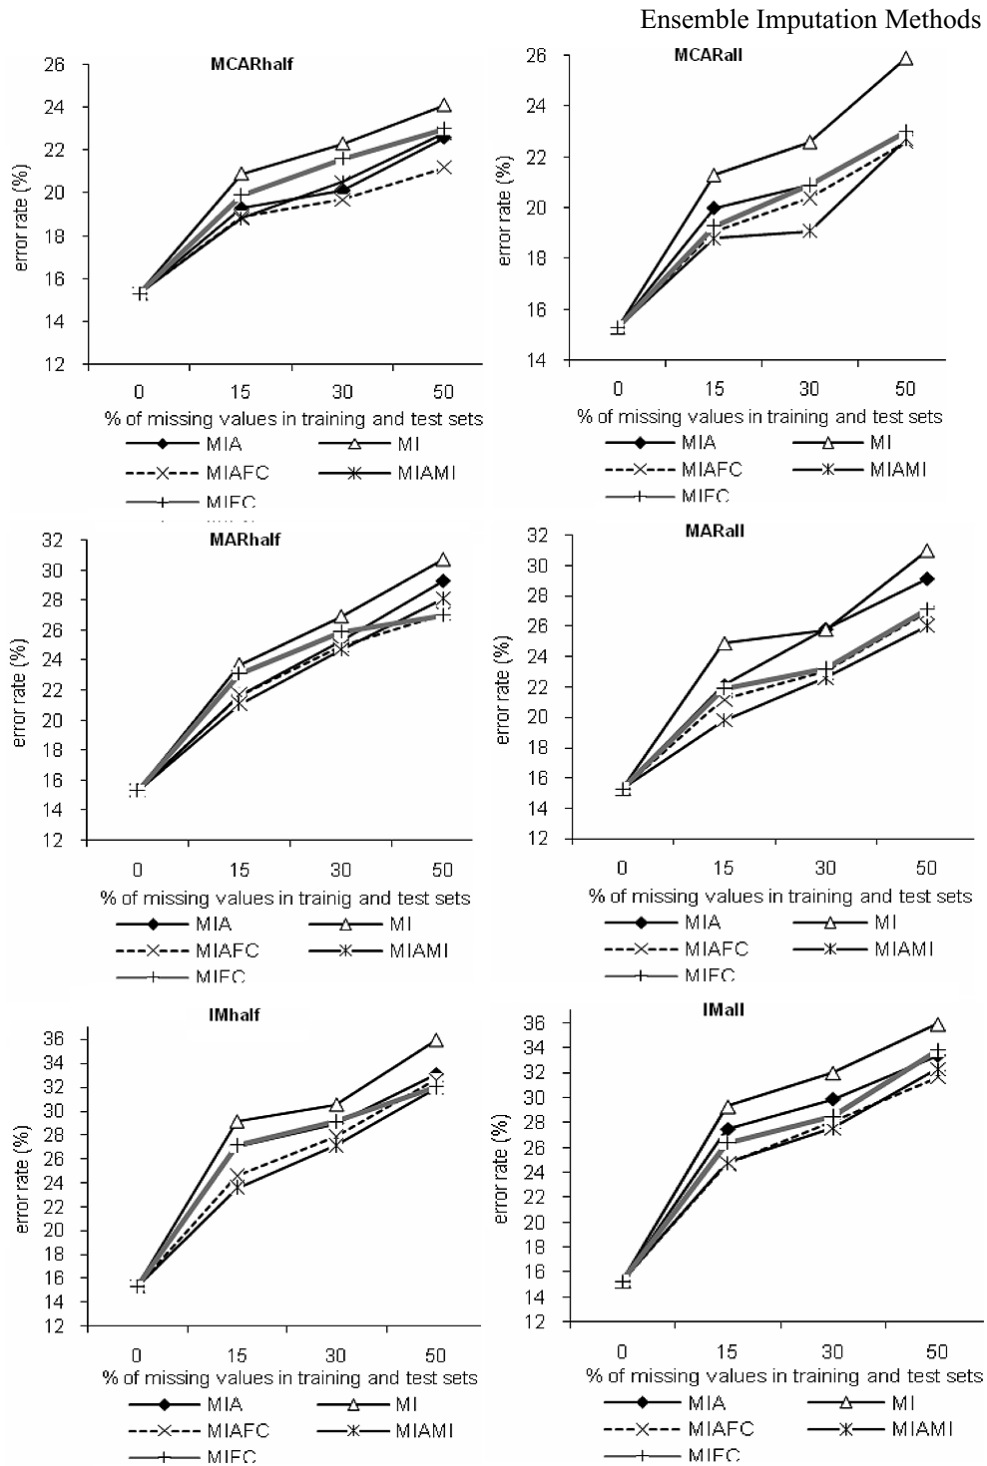 Ensemble Imputation Methods
MCARhalf
26
24
22
20
18
16
14
12
error rate (%)
0 15 30 50
% of missing values in training and test sets
MIA MI
MIAFC MIAMI
MIFC
MCARall
26
24
22
20
18
16
14
error rate (%)
0 15 30 50
% of missing values in training and test sets
MIA MI
MIAFC MIAMI
MIFC
MARhalf
32
30
28
26
24
22
20
18
16
14
12
error rate (%)
0 15 30 50
% of missing values in trainig and test sets
MIA MI
MIAFC MIAMI
MIFC
MARall
32
30
28
26
24
22
20
18
16
14
12
error rate (%)
0 15 30 50
% of missing values in training and test sets
MIA MI
MIAFC MIAMI
MIFC
IMhalf
36
34
32
30
28
26
24
22
20
18
16
14
12
error rate (%)
0 15 30 50
% of missing values in training and test sets
MIA MI
MIAFC MIAMI
MIFC
IMall
36
34
32
30
28
26
24
22
20
18
16
14
12
error rate (%)
0 15 30 50
% of missing values in training and test sets
MIA MI
MIAFC MIAMI
MIFC